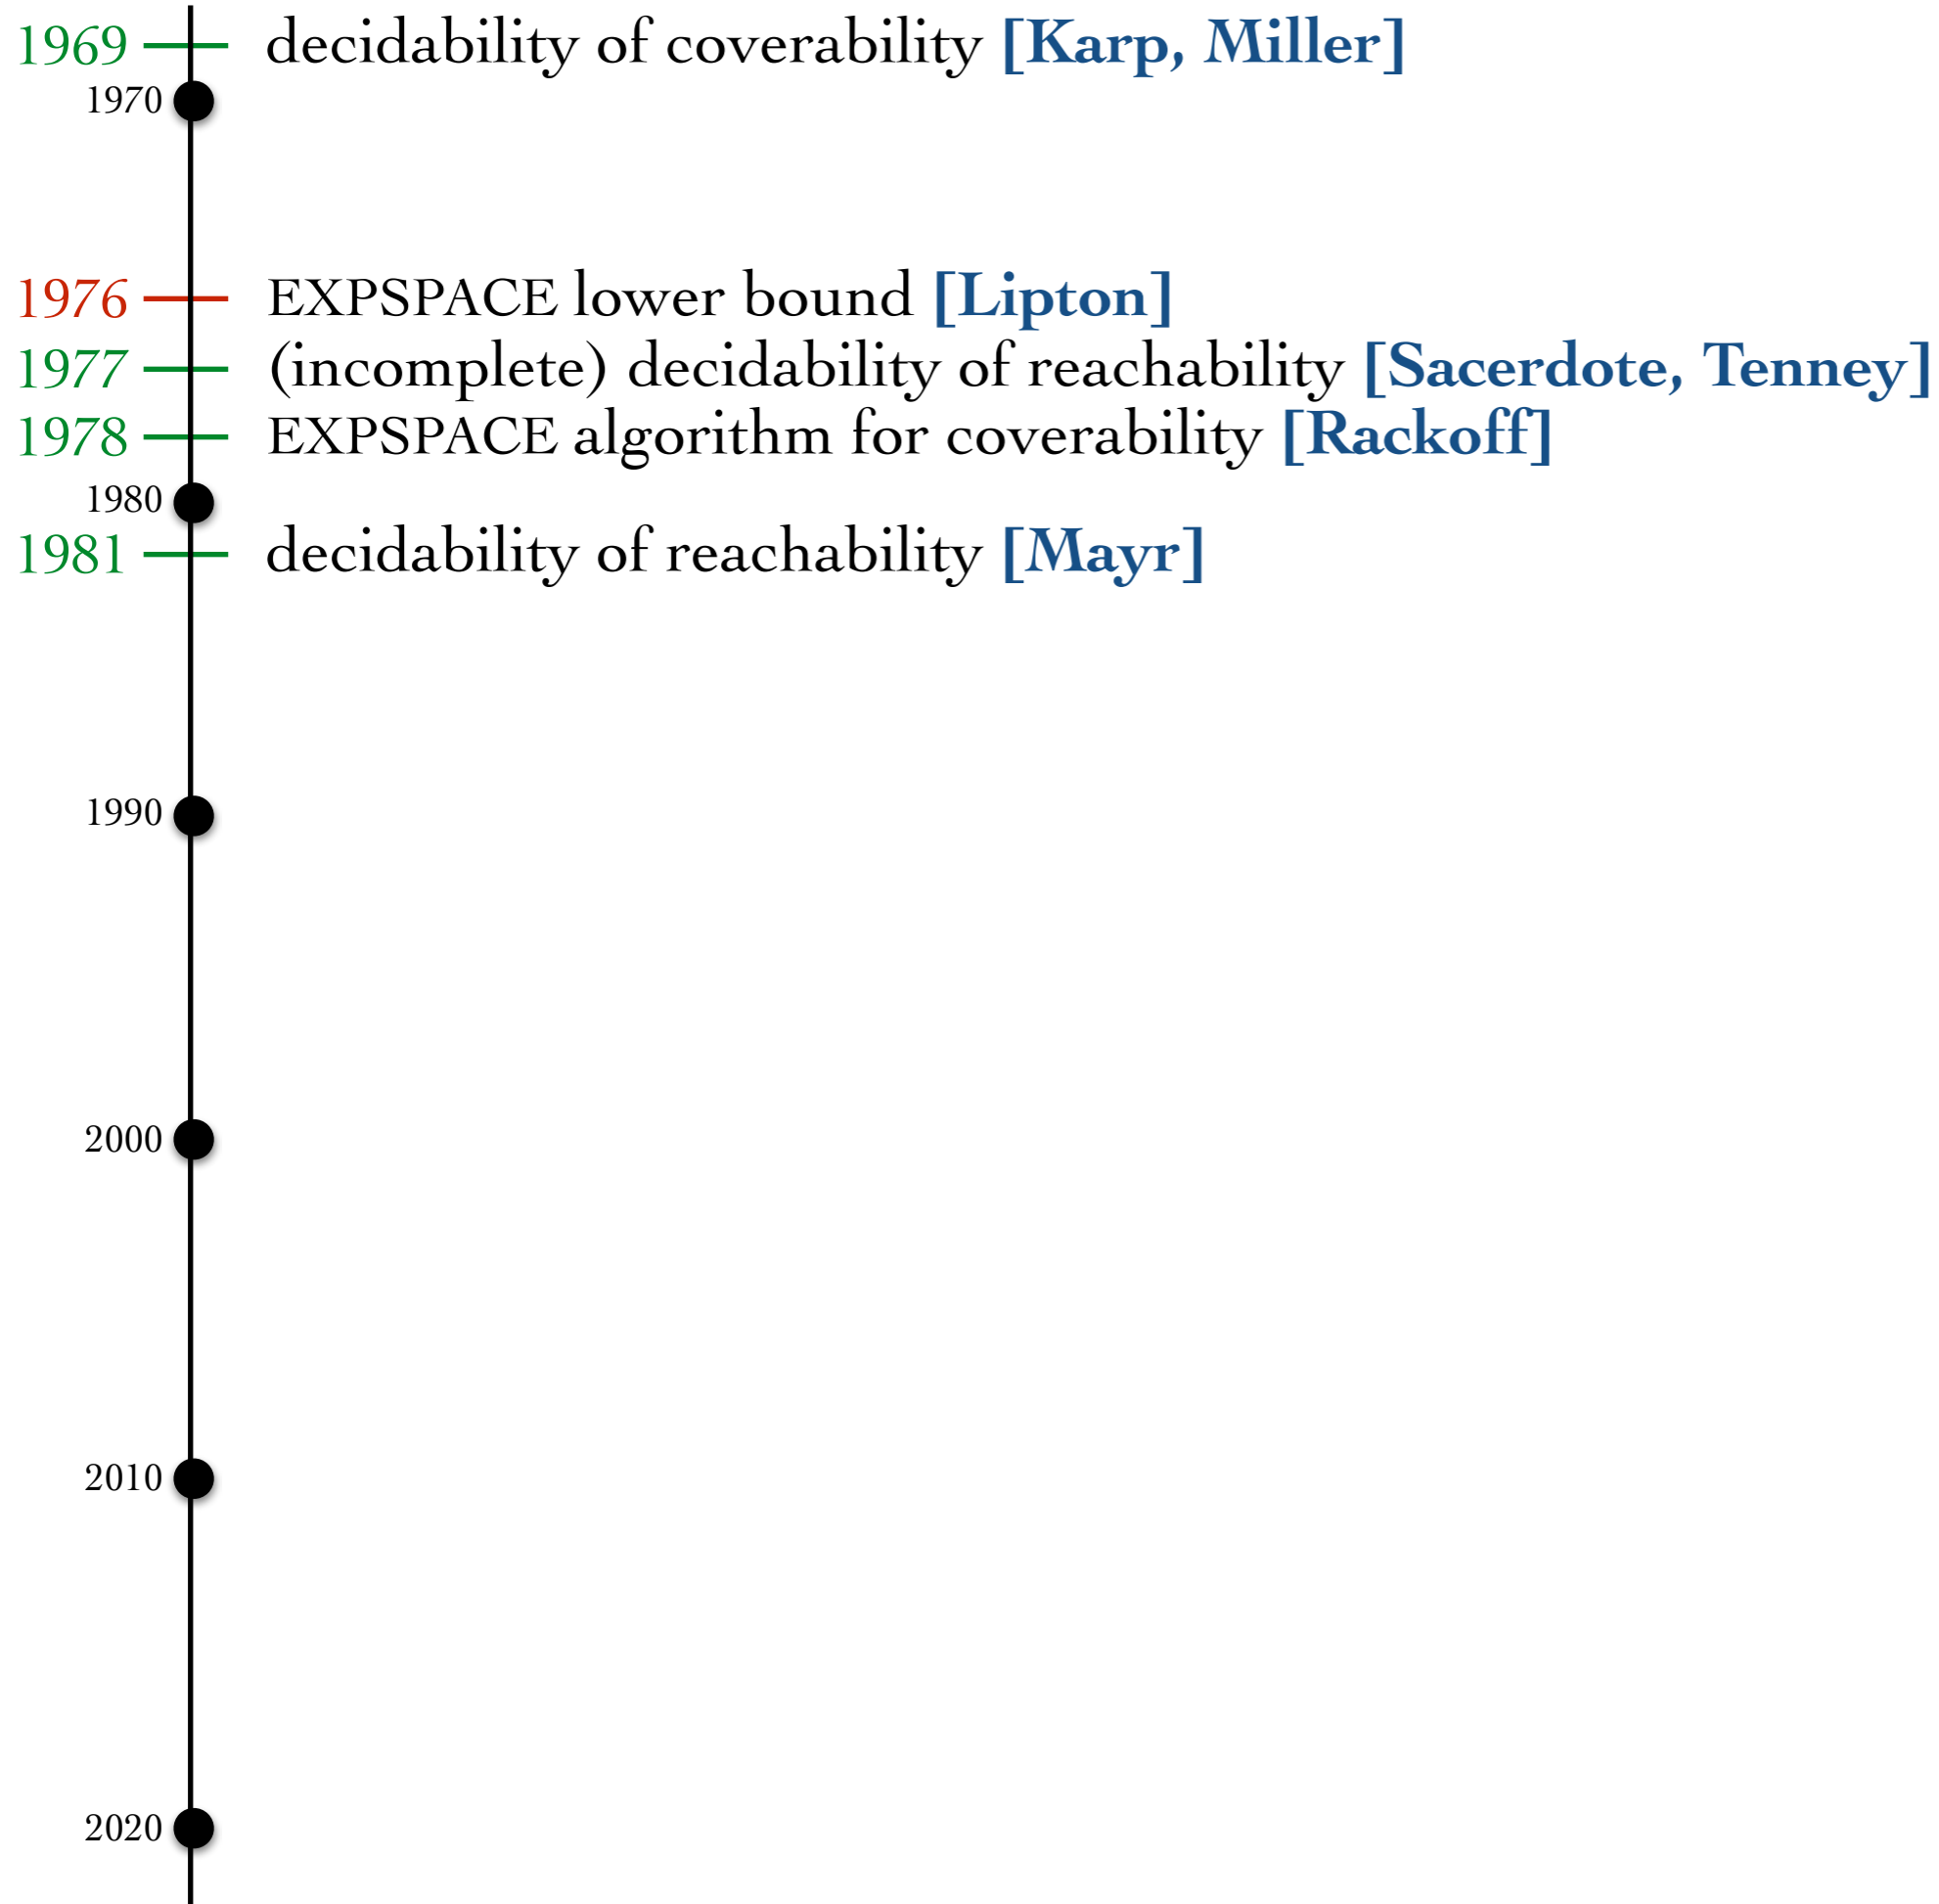 1969 decidability of coverability [Karp, Miller]
1970
1976 EXPSPACE lower bound [Lipton]
1977 (incomplete) decidability of reachability [Sacerdote, Tenney]
1978 EXPSPACE algorithm for coverability [Rackoff]
1980
1981 decidability of reachability [Mayr]
1990
2000
2010
2020